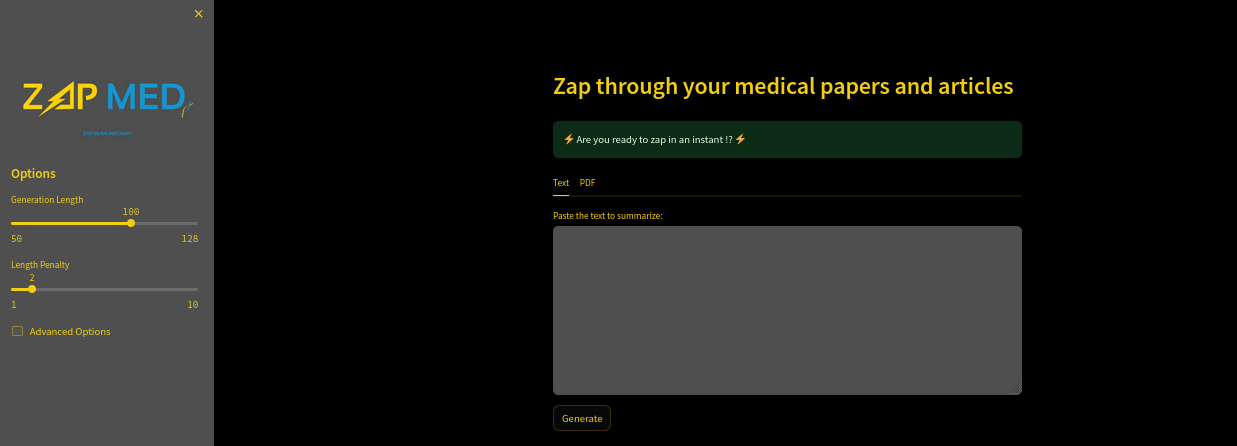 ×
ZAP MED
ZAP IN AN INSTANT!
Options
Generation Length
100
50 128
Length Penalty
2
1 10
Advanced Options
Zap through your medical papers and articles
⚡ Are you ready to zap in an instant !? ⚡
Text PDF
Paste the text to summarize:
Generate